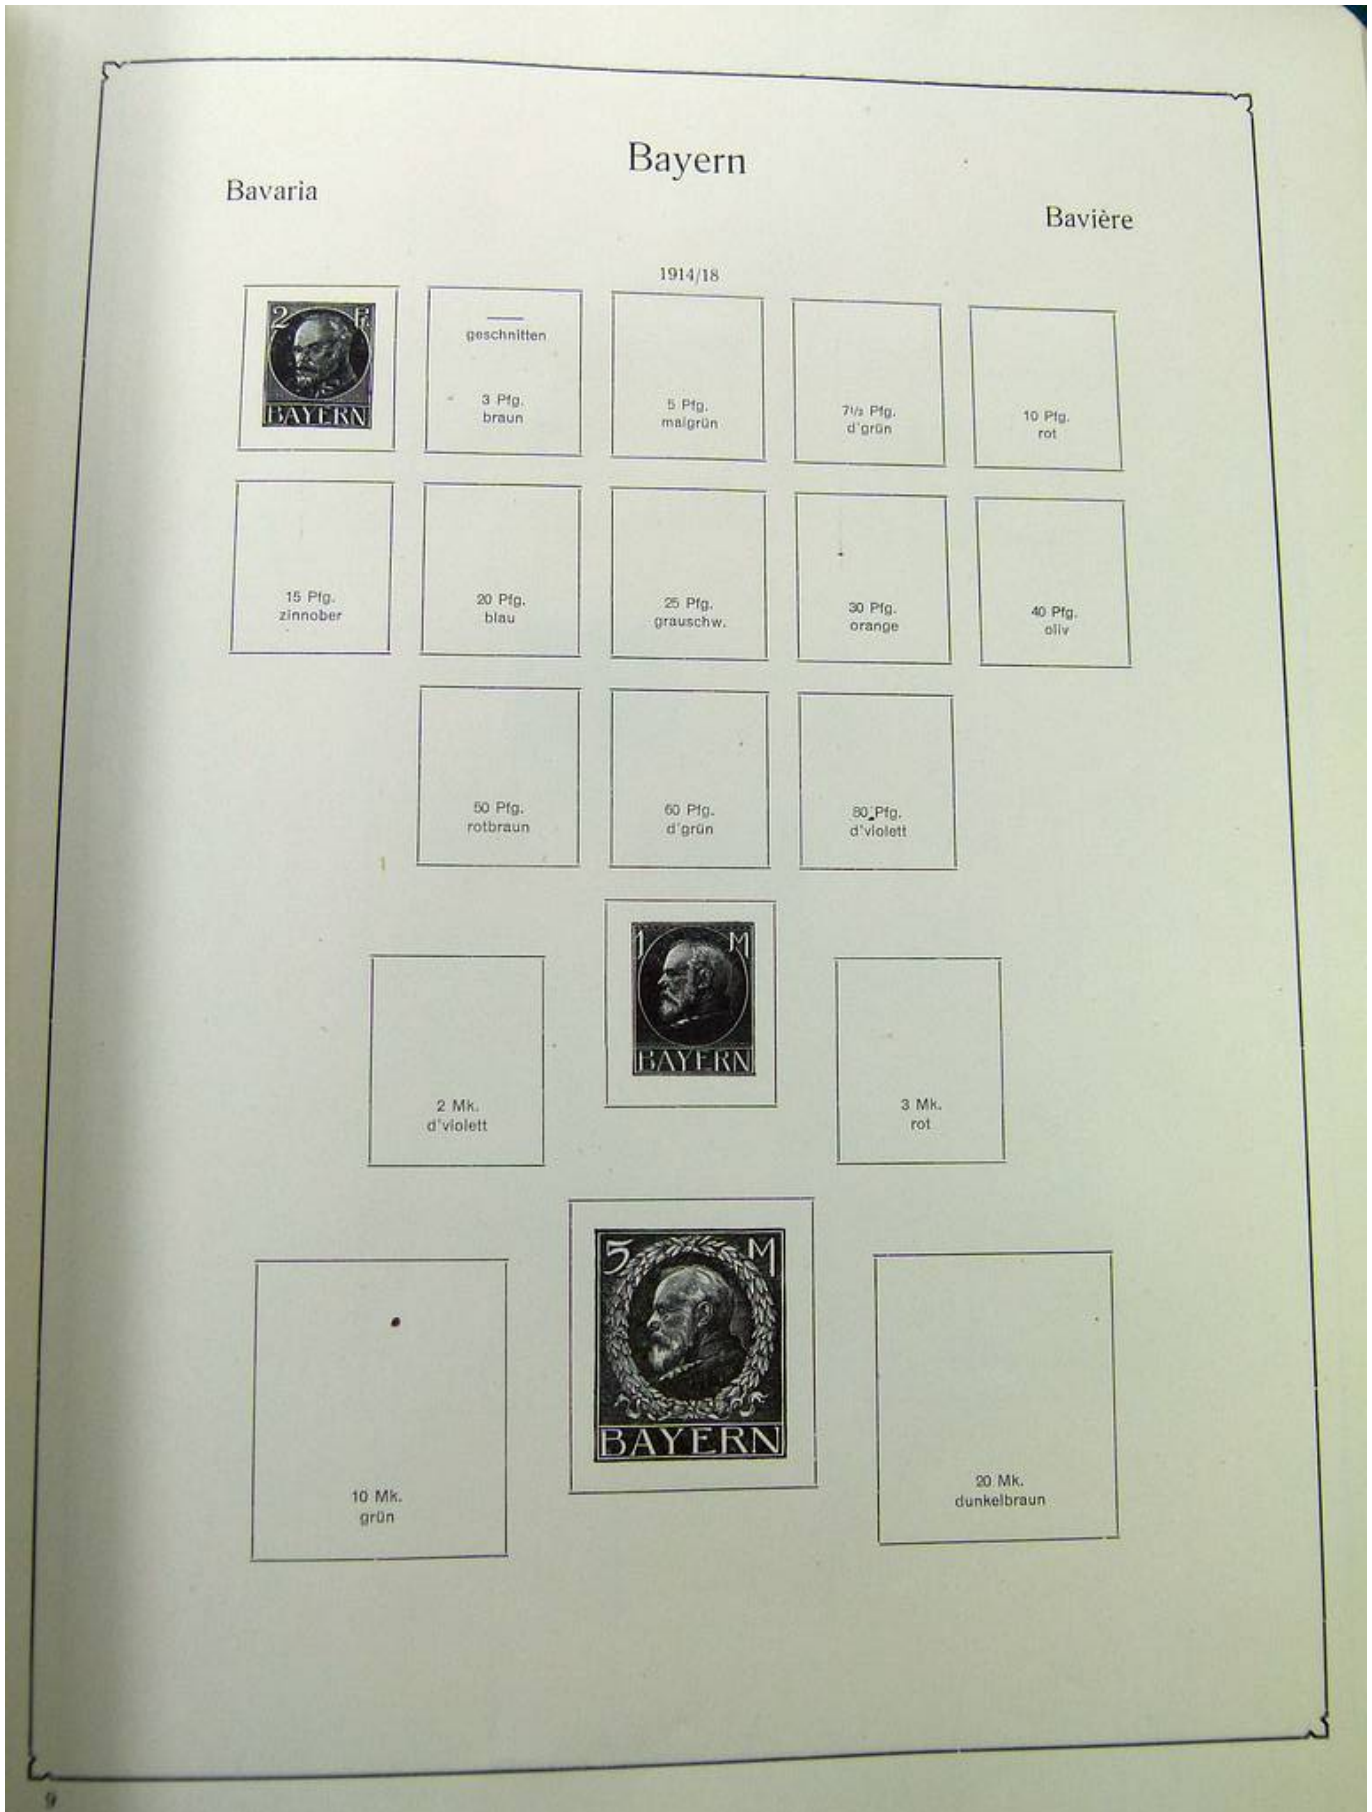 Bayern
Bavaria
Bavière
1914/18
2 Pf.
BAYERN
geschnitten
3 Pfg.
braun
5 Pfg.
maigrün
7½ Pfg.
d'grün
10 Pfg.
rot
15 Pfg.
zinnober
20 Pfg.
blau
25 Pfg.
grauschw.
30 Pfg.
orange
40 Pfg.
oliv
50 Pfg.
rotbraun
60 Pfg.
d'grün
80 Pfg.
d'violett
1 M
BAYERN
2 Mk.
d'violett
3 Mk.
rot
5 M
BAYERN
10 Mk.
grün
20 Mk.
dunkelbraun
9